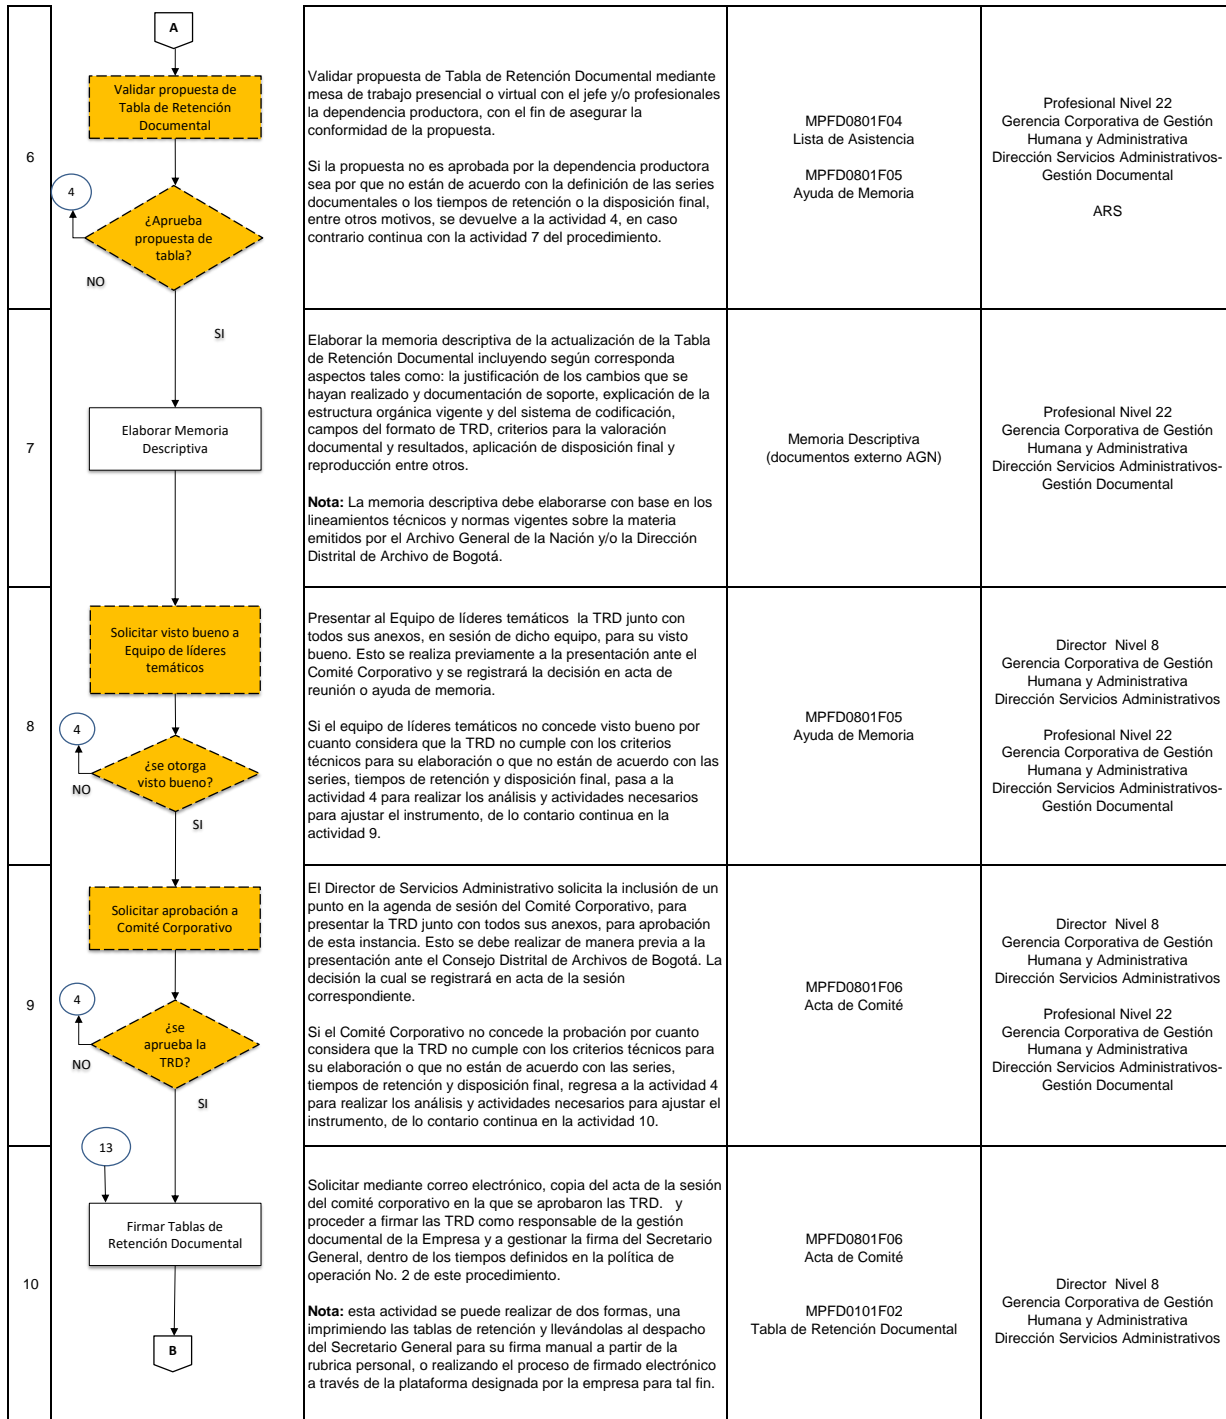 6
A
Validar propuesta de
Tabla de Retención
Documental
4
¿Aprueba
propuesta de
tabla?
NO
Validar propuesta de Tabla de Retención Documental mediante
mesa de trabajo presencial o virtual con el jefe y/o profesionales
la dependencia productora, con el fin de asegurar la
conformidad de la propuesta.
Si la propuesta no es aprobada por la dependencia productora
sea por que no están de acuerdo con la definición de las series
documentales o los tiempos de retención o la disposición final,
entre otros motivos, se devuelve a la actividad 4, en caso
contrario continua con la actividad 7 del procedimiento.
MPFD0801F04
Lista de Asistencia
MPFD0801F05
Ayuda de Memoria
Profesional Nivel 22
Gerencia Corporativa de Gestión
Humana y Administrativa
Dirección Servicios Administrativos-
Gestión Documental
ARS
7
SI
Elaborar Memoria
Descriptiva
Elaborar la memoria descriptiva de la actualización de la Tabla
de Retención Documental incluyendo según corresponda
aspectos tales como: la justificación de los cambios que se
hayan realizado y documentación de soporte, explicación de la
estructura orgánica vigente y del sistema de codificación,
campos del formato de TRD, criterios para la valoración
documental y resultados, aplicación de disposición final y
reproducción entre otros.
Nota: La memoria descriptiva debe elaborarse con base en los
lineamientos técnicos y normas vigentes sobre la materia
emitidos por el Archivo General de la Nación y/o la Dirección
Distrital de Archivo de Bogotá.
Memoria Descriptiva
(documentos externo AGN)
Profesional Nivel 22
Gerencia Corporativa de Gestión
Humana y Administrativa
Dirección Servicios Administrativos-
Gestión Documental
8
Solicitar visto bueno a
Equipo de líderes
temáticos
4
¿se otorga
visto bueno?
NO
SI
Presentar al Equipo de líderes temáticos la TRD junto con
todos sus anexos, en sesión de dicho equipo, para su visto
bueno. Esto se realiza previamente a la presentación ante el
Comité Corporativo y se registrará la decisión en acta de
reunión o ayuda de memoria.
Si el equipo de líderes temáticos no concede visto bueno por
cuanto considera que la TRD no cumple con los criterios
técnicos para su elaboración o que no están de acuerdo con las
series, tiempos de retención y disposición final, pasa a la
actividad 4 para realizar los análisis y actividades necesarios
para ajustar el instrumento, de lo contario continua en la
actividad 9.
MPFD0801F05
Ayuda de Memoria
Director Nivel 8
Gerencia Corporativa de Gestión
Humana y Administrativa
Dirección Servicios Administrativos
Profesional Nivel 22
Gerencia Corporativa de Gestión
Humana y Administrativa
Dirección Servicios Administrativos-
Gestión Documental
9
Solicitar aprobación a
Comité Corporativo
4
¿se
aprueba la
TRD?
NO
SI
El Director de Servicios Administrativo solicita la inclusión de un
punto en la agenda de sesión del Comité Corporativo, para
presentar la TRD junto con todos sus anexos, para aprobación
de esta instancia. Esto se debe realizar de manera previa a la
presentación ante el Consejo Distrital de Archivos de Bogotá. La
decisión la cual se registrará en acta de la sesión
correspondiente.
Si el Comité Corporativo no concede la probación por cuanto
considera que la TRD no cumple con los criterios técnicos para
su elaboración o que no están de acuerdo con las series,
tiempos de retención y disposición final, regresa a la actividad 4
para realizar los análisis y actividades necesarios para ajustar el
instrumento, de lo contario continua en la actividad 10.
MPFD0801F06
Acta de Comité
Director Nivel 8
Gerencia Corporativa de Gestión
Humana y Administrativa
Dirección Servicios Administrativos
Profesional Nivel 22
Gerencia Corporativa de Gestión
Humana y Administrativa
Dirección Servicios Administrativos-
Gestión Documental
10
13
Firmar Tablas de
Retención Documental
B
Solicitar mediante correo electrónico, copia del acta de la sesión
del comité corporativo en la que se aprobaron las TRD. y
proceder a firmar las TRD como responsable de la gestión
documental de la Empresa y a gestionar la firma del Secretario
General, dentro de los tiempos definidos en la política de
operación No. 2 de este procedimiento.
Nota: esta actividad se puede realizar de dos formas, una
imprimiendo las tablas de retención y llevándolas al despacho
del Secretario General para su firma manual a partir de la
rubrica personal, o realizando el proceso de firmado electrónico
a través de la plataforma designada por la empresa para tal fin.
MPFD0801F06
Acta de Comité
MPFD0101F02
Tabla de Retención Documental
Director Nivel 8
Gerencia Corporativa de Gestión
Humana y Administrativa
Dirección Servicios Administrativos